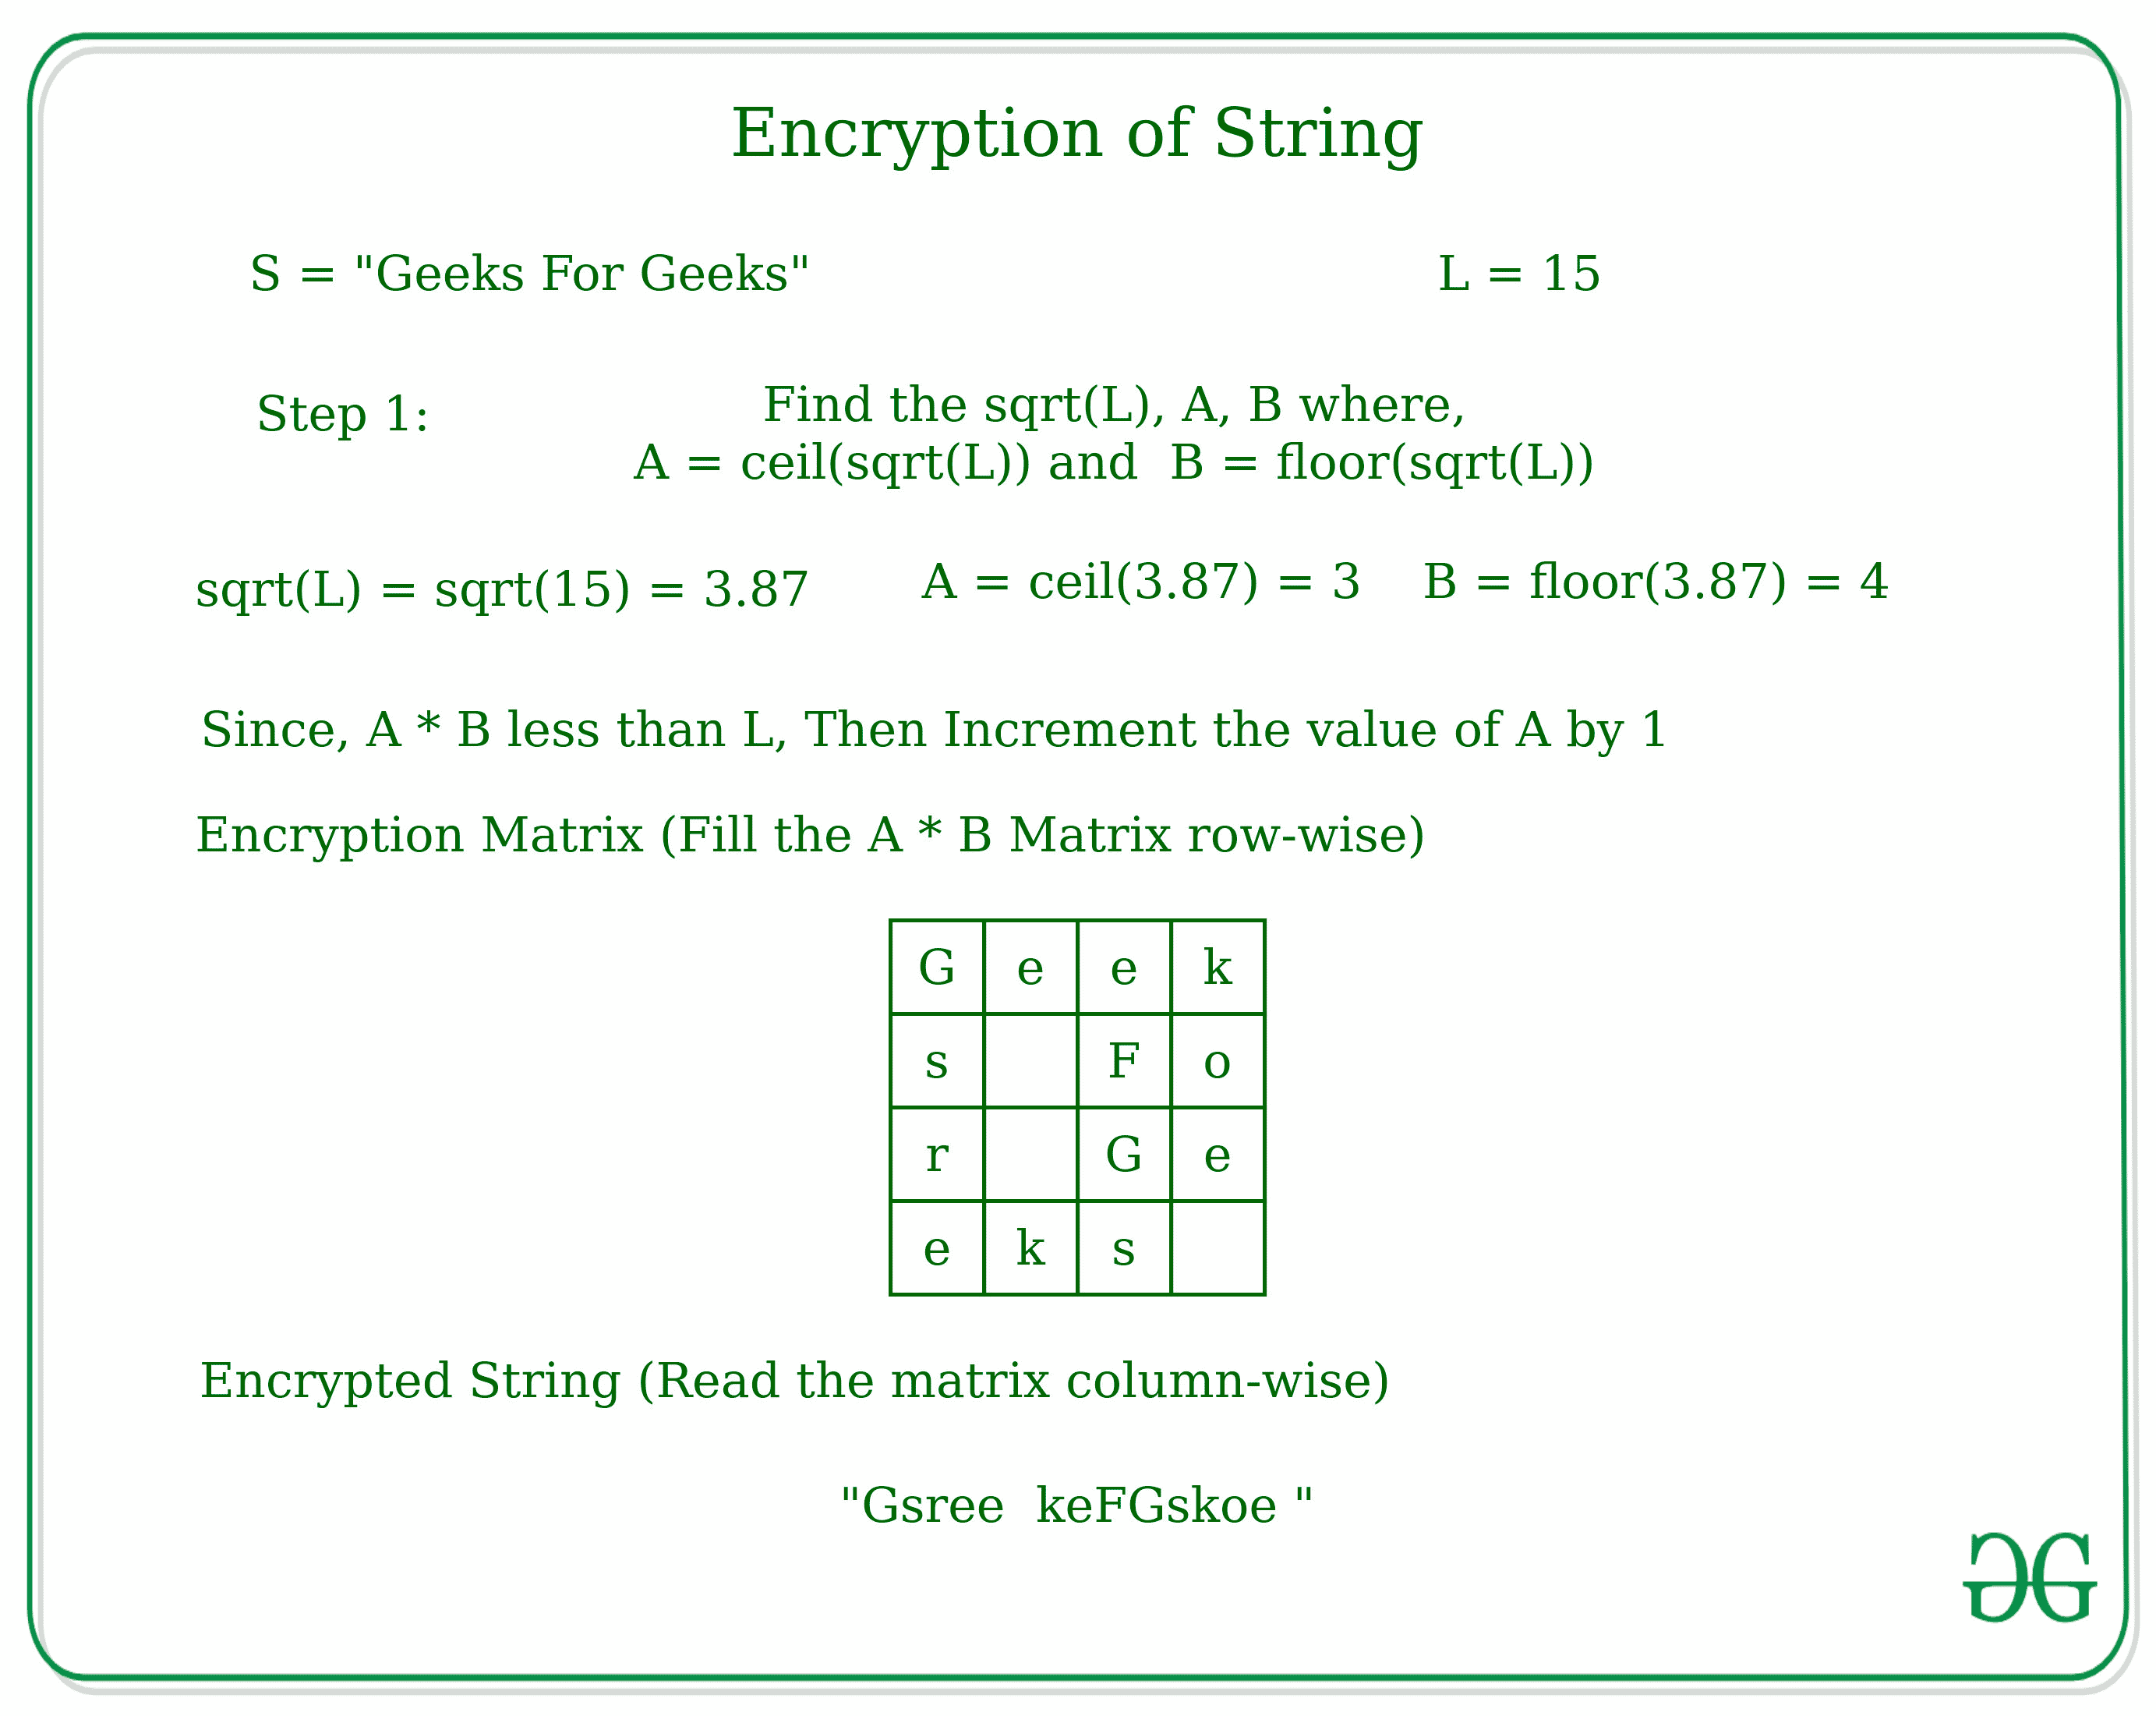 Encryption of String
S = "Geeks For Geeks" L = 15
Step 1: Find the sqrt(L), A, B where,
A = ceil(sqrt(L)) and  B = floor(sqrt(L))
sqrt(L) = sqrt(15) = 3.87 A = ceil(3.87) = 3 B = floor(3.87) = 4
Since, A * B less than L, Then Increment the value of A by 1
Encryption Matrix (Fill the A * B Matrix row-wise)
G e e k
s F o
r G e
e k s
Encrypted String (Read the matrix column-wise)
"Gsree  keFGskoe "